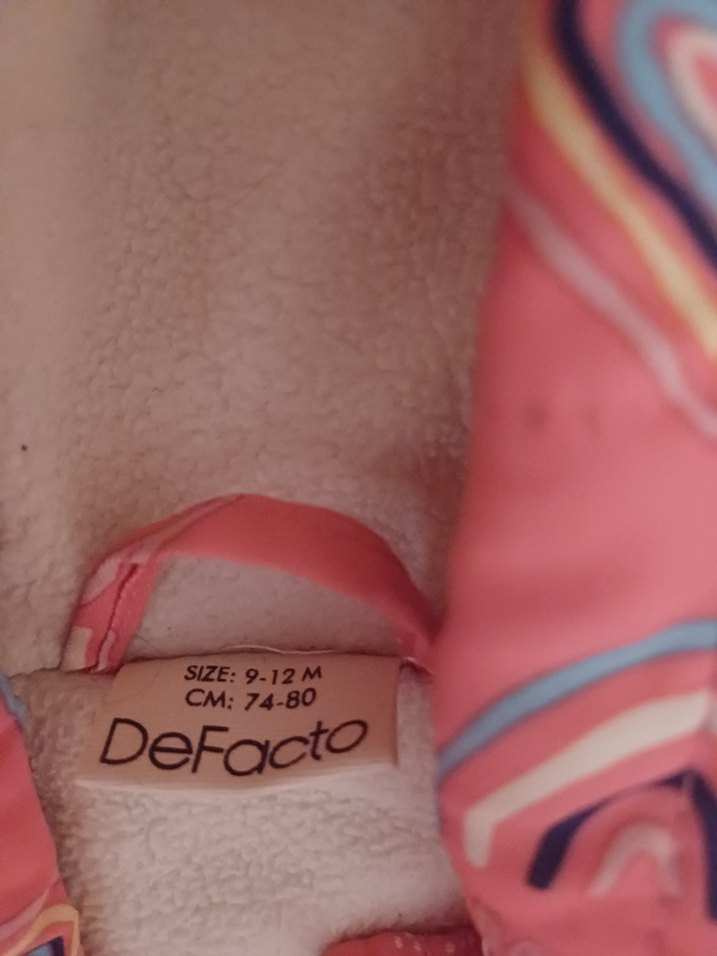 SIZE: 9-12 M
CM: 74-80
DeFacto